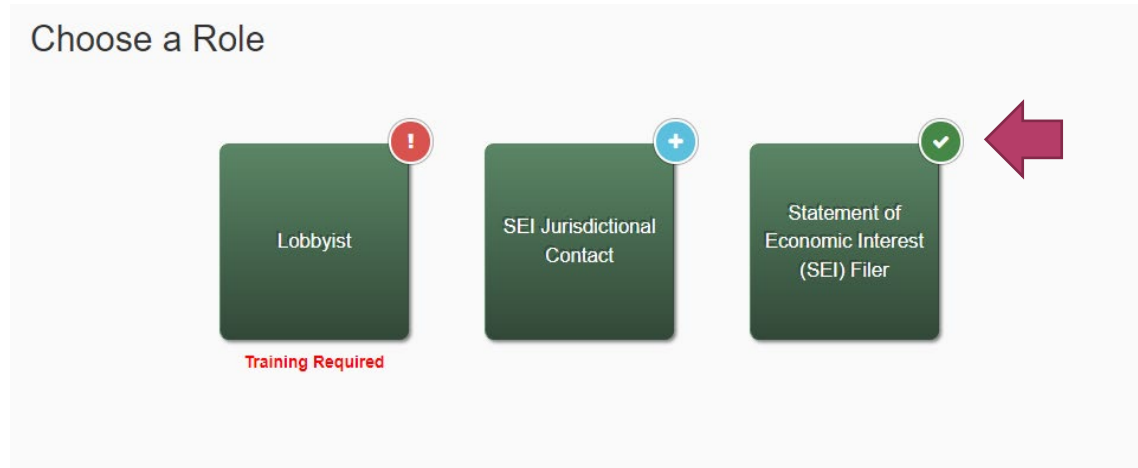 Choose a Role
Lobbyist
Training Required
SEI Jurisdictional
Contact
Statement of
Economic Interest
(SEI) Filer